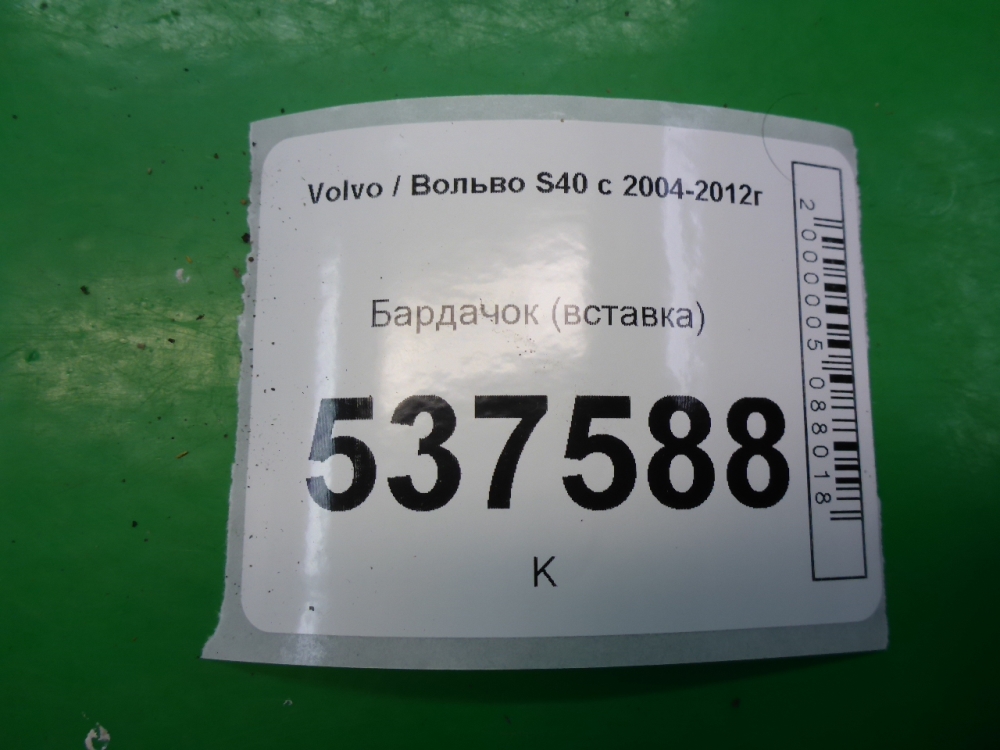 Volvo / Вольво S40 с 2004-2012г
Бардачок (вставка)
537588
К
2000005088018